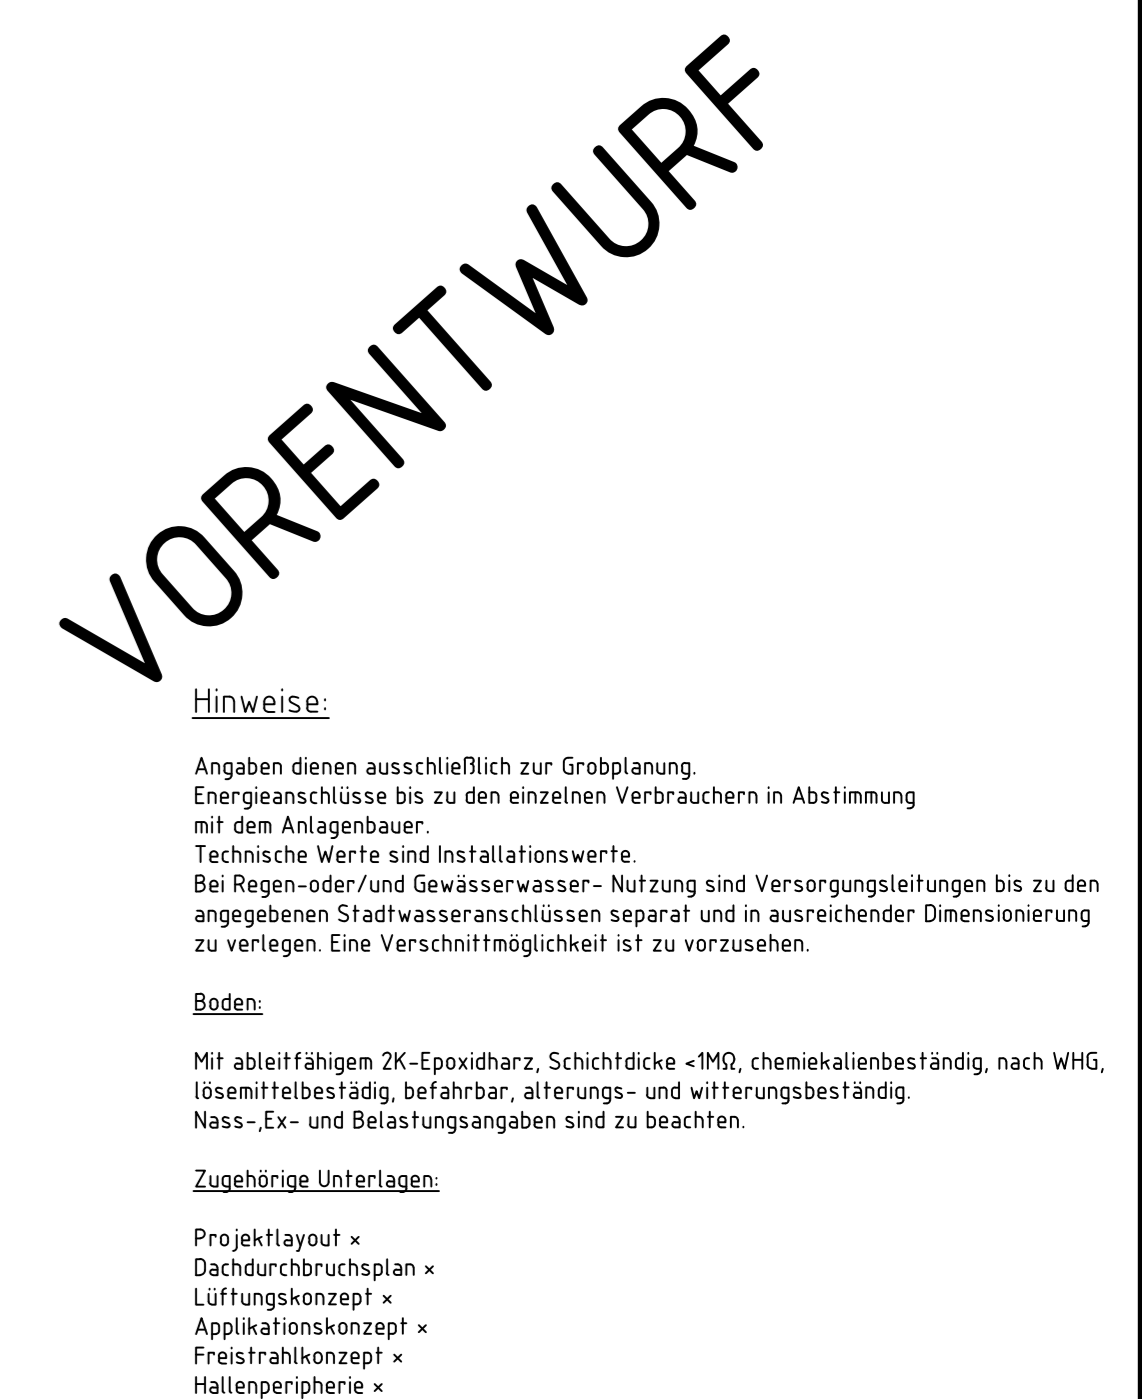 VORENTWURF
Hinweise:
Angaben dienen ausschließlich zur Grobplanung.
Energieanschlüsse bis zu den einzelnen Verbrauchern in Abstimmung
mit dem Anlagenbauer.
Technische Werte sind Installationswerte.
Bei Regen-oder/und Gewässerwasser- Nutzung sind Versorgungsleitungen bis zu den
angegebenen Stadtwasseranschlüssen separat und in ausreichender Dimensionierung
zu verlegen. Eine Verschnittmöglichkeit ist zu vorzusehen.
Boden:
Mit ableitfähigem 2K-Epoxidharz, Schichtdicke <1MΩ, chemiekalienbeständig, nach WHG,
lösemittelbestädig, befahrbar, alterungs- und witterungsbeständig.
Nass-,Ex- und Belastungsangaben sind zu beachten.
Zugehörige Unterlagen:
Projektlayout ×
Dachdurchbruchsplan ×
Lüftungskonzept ×
Applikationskonzept ×
Freistrahlkonzept ×
Hallenperipherie ×